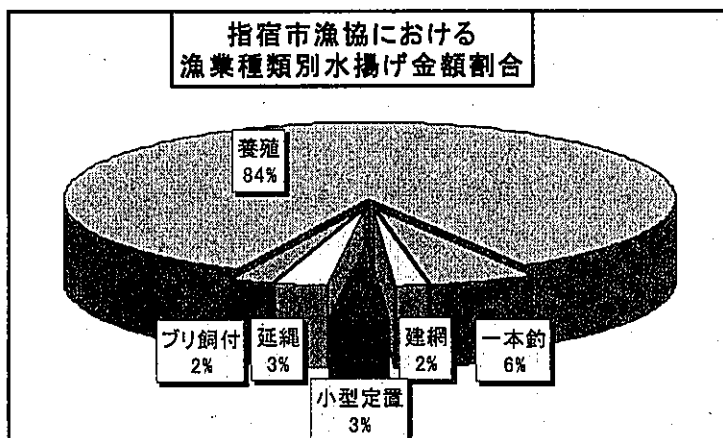 指宿市漁協における
漁業種類別水揚げ金額割合
養殖
84%
ブリ飼付
2%
延縄
3%
小型定置
3%
建網
2%
一本釣
6%